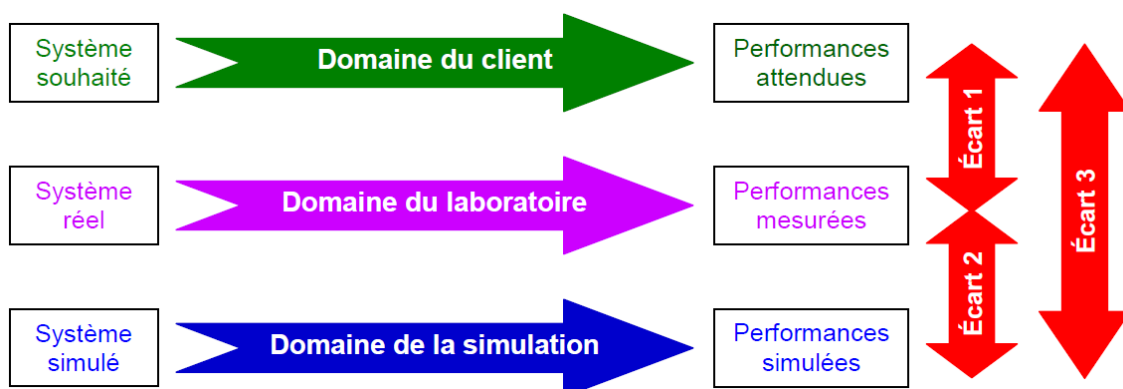 Système
souhaité
Domaine du client
Performances
attendues
Écart 1
Système
réel
Domaine du laboratoire
Performances
mesurées
Écart 3
Écart 2
Système
simulé
Domaine de la simulation
Performances
simulées